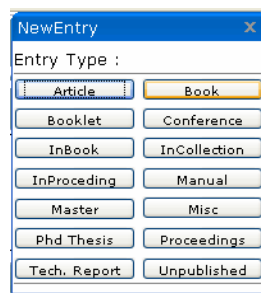 NewEntry x
Entry Type :
Article Book
Booklet Conference
InBook InCollection
InProceding Manual
Master Misc
Phd Thesis Proceedings
Tech. Report Unpublished